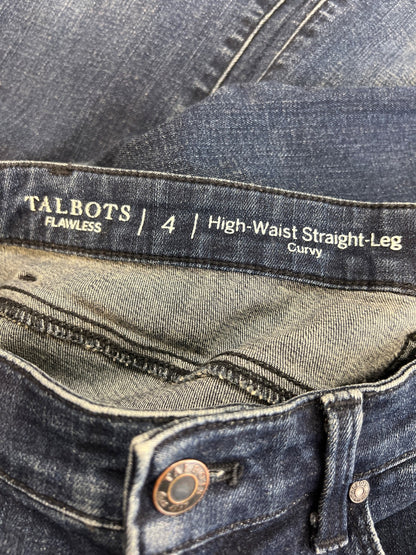 TALBOTS | 4 | High-Waist Straight-Leg
FLAWLESS Curvy